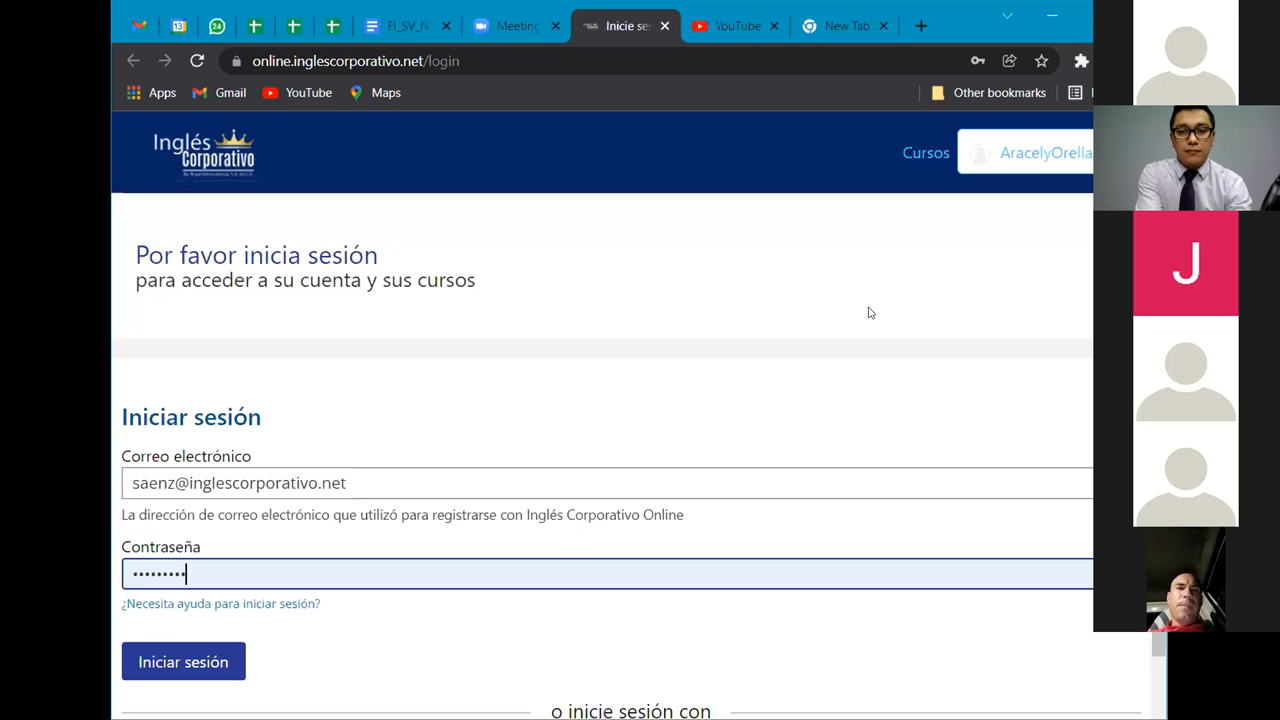 13
24
FI_SV_N
Meeting
Inicie se
YouTube
New Tab
online.inglescorporativo.net/login
Apps
Gmail
YouTube
Maps
Other bookmarks
Inglés
Corporativo
Cursos
AracelyOrella
Por favor inicia sesión
para acceder a su cuenta y sus cursos
J
Iniciar sesión
Correo electrónico
saenz@inglescorporativo.net
La dirección de correo electrónico que utilizó para registrarse con Inglés Corporativo Online
Contraseña
•••••••••
¿Necesita ayuda para iniciar sesión?
Iniciar sesión
o inicie sesión con